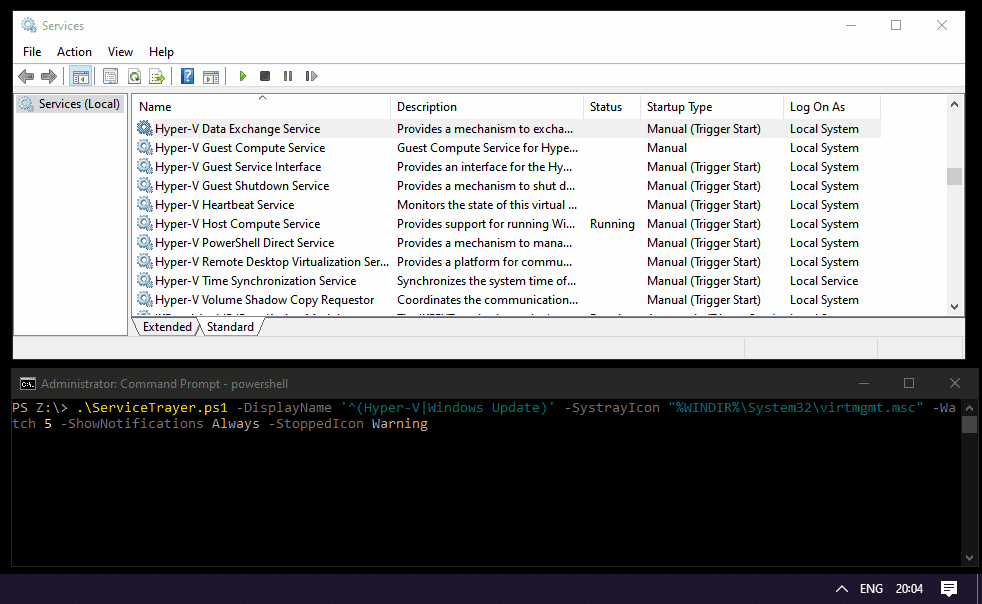 Services
File Action View Help
Services (Local)
Name Description Status Startup Type Log On As
Hyper-V Data Exchange Service Provides a mechanism to excha... Manual (Trigger Start) Local System
Hyper-V Guest Compute Service Guest Compute Service for Hype... Manual Local System
Hyper-V Guest Service Interface Provides an interface for the Hy... Manual (Trigger Start) Local System
Hyper-V Guest Shutdown Service Provides a mechanism to shut d... Manual (Trigger Start) Local System
Hyper-V Heartbeat Service Monitors the state of this virtual ... Manual (Trigger Start) Local System
Hyper-V Host Compute Service Provides support for running Wi... Running Manual (Trigger Start) Local System
Hyper-V PowerShell Direct Service Provides a mechanism to mana... Manual (Trigger Start) Local System
Hyper-V Remote Desktop Virtualization Ser... Provides a platform for commu... Manual (Trigger Start) Local System
Hyper-V Time Synchronization Service Synchronizes the system time of... Manual (Trigger Start) Local Service
Hyper-V Volume Shadow Copy Requestor Coordinates the communication... Manual (Trigger Start) Local System
Extended Standard
Administrator: Command Prompt - powershell
PS Z:\> .\ServiceTrayer.ps1 -DisplayName '^(Hyper-V|Windows Update)' -SystrayIcon "%WINDIR%\System32\virtmgmt.msc" -Wa
tch 5 -ShowNotifications Always -StoppedIcon Warning
ENG 20:04